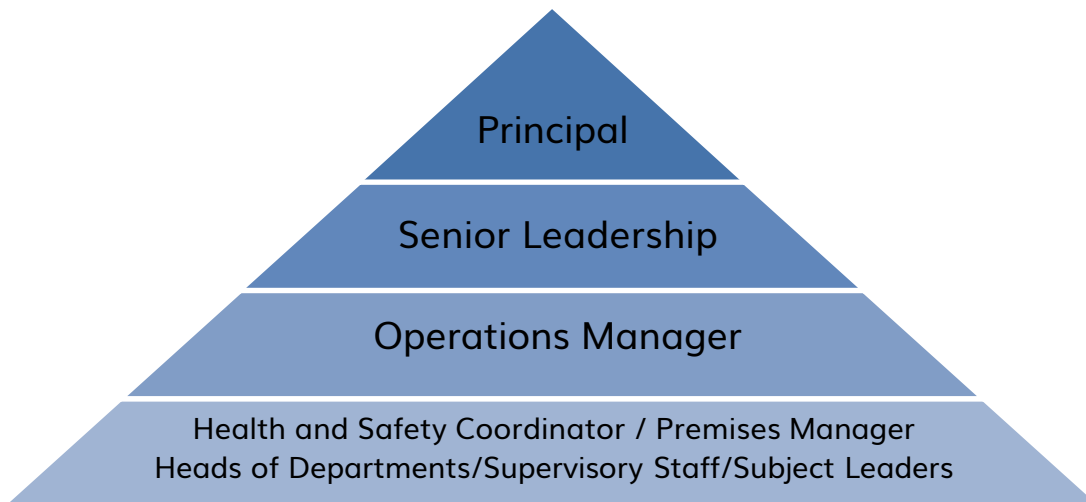 Principal
Senior Leadership
Operations Manager
Health and Safety Coordinator / Premises Manager
Heads of Departments/Supervisory Staff/Subject Leaders